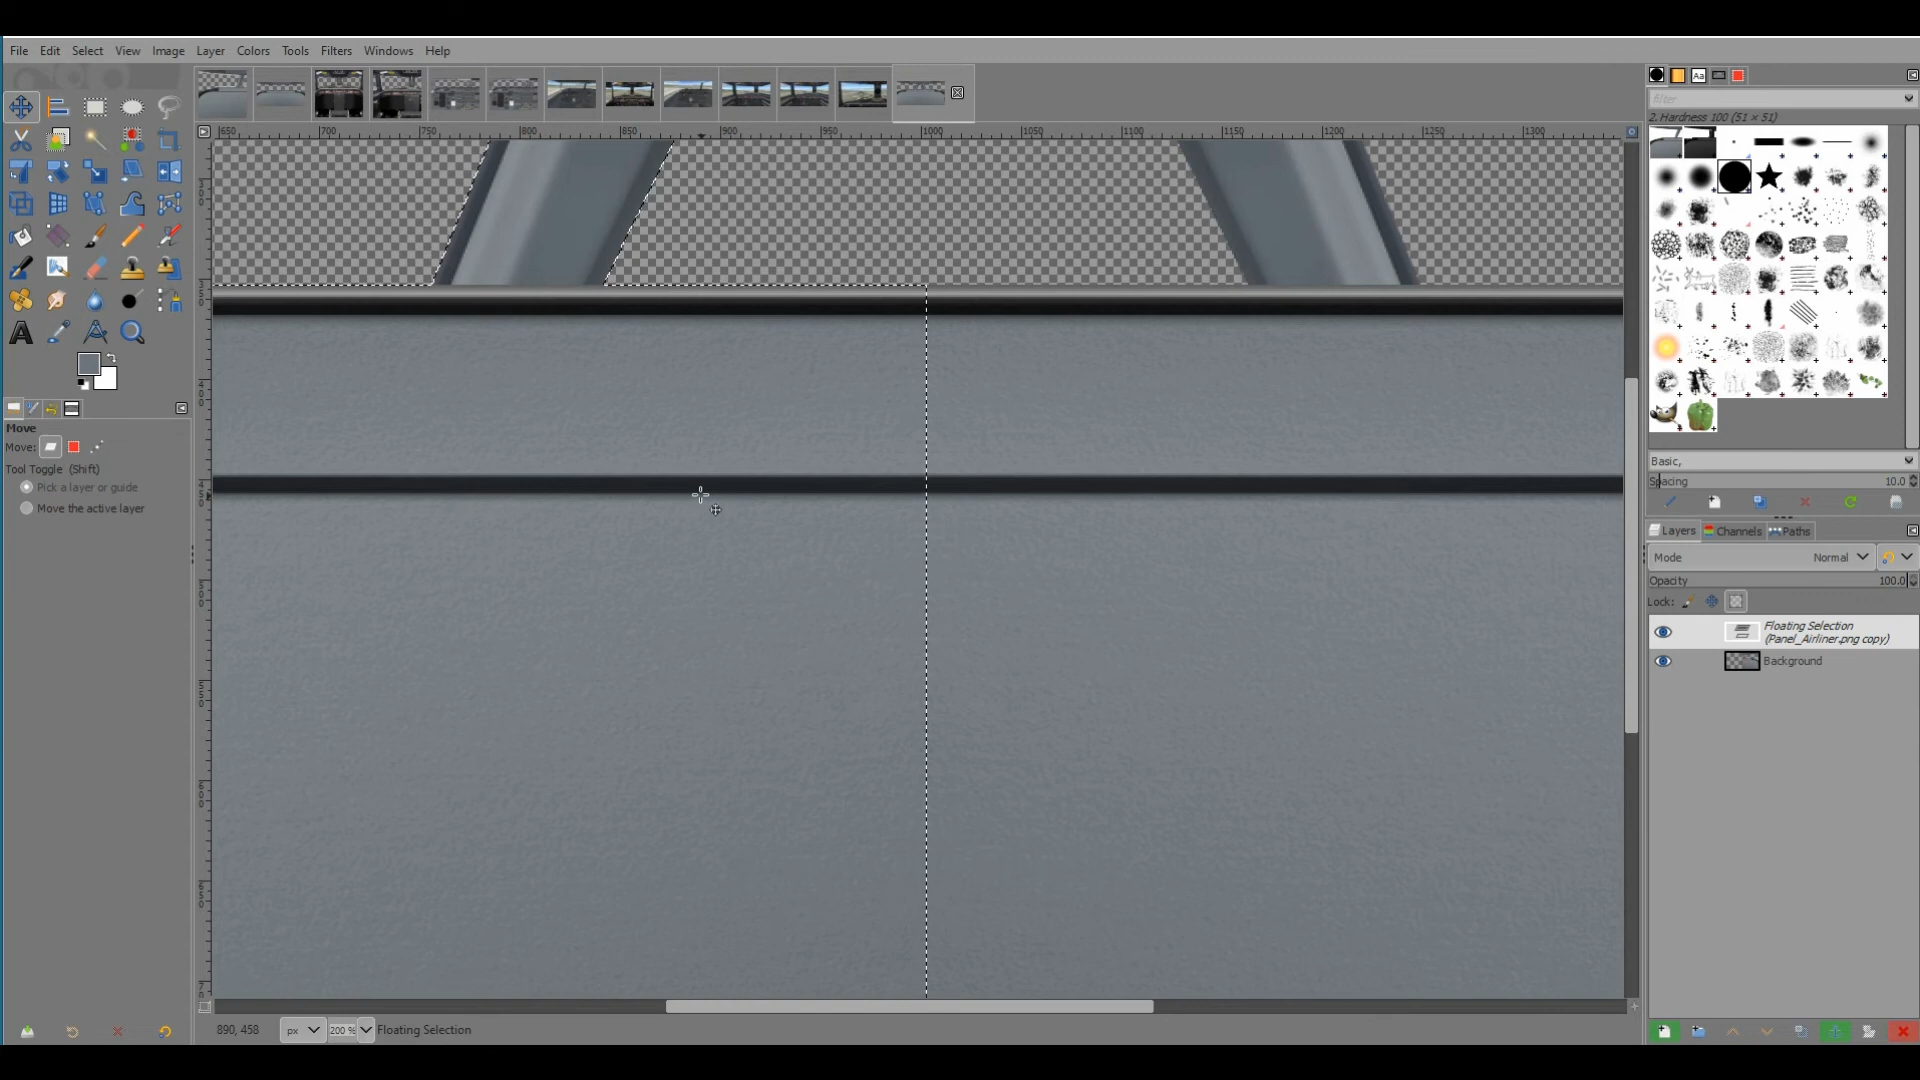 File Edit Select View Image Layer Colors Tools Filters Windows Help
filter
650 700 750 800 850 900 950 1000 1050 1100 1150 1200 1250 1300
2. Hardness 100 (51 × 51)
Move
Move:
Tool Toggle (Shift)
Pick a layer or guide
Move the active layer
Basic,
Spacing 10.0
Layers Channels Paths
Mode Normal
Opacity 100.0
Lock:
Floating Selection
(Panel_Airliner.png copy)
Background
890, 458 px 200 % Floating Selection